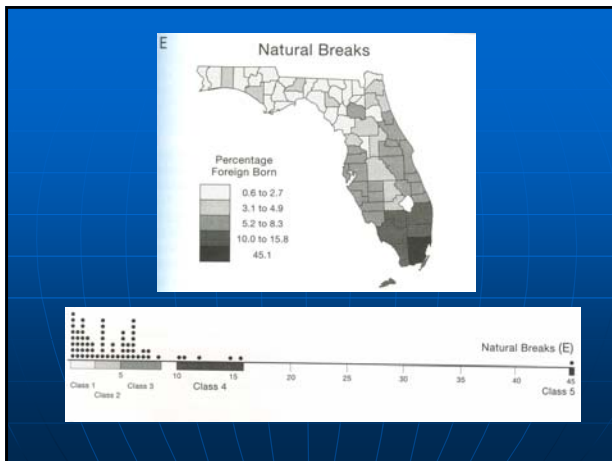 E
Natural Breaks
Percentage
Foreign Born
0.6 to 2.7
3.1 to 4.9
5.2 to 8.3
10.0 to 15.8
45.1
Natural Breaks (E)
5 10 15 20 25 30 35 40 45
Class 1 Class 2 Class 3 Class 4 Class 5